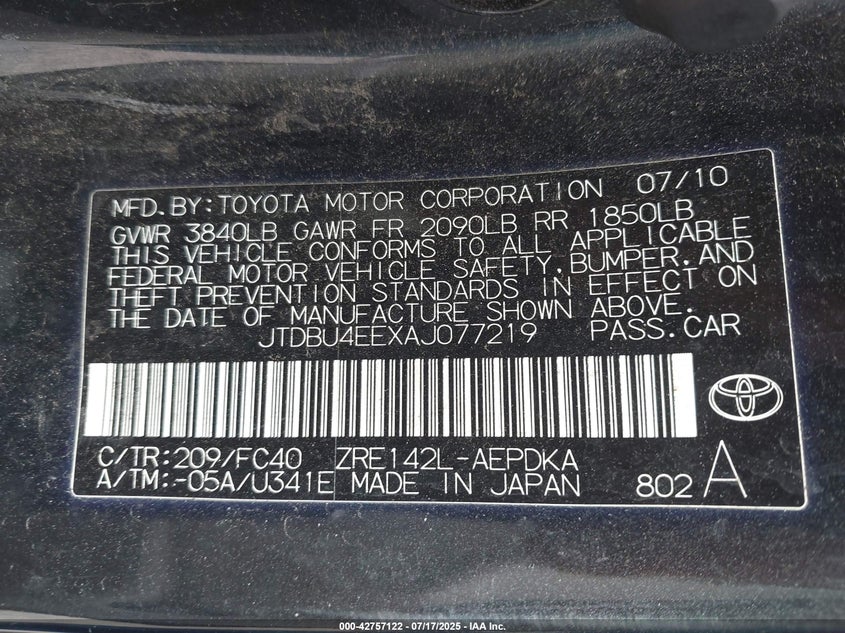 MFD. BY: TOYOTA MOTOR CORPORATION 07/10
GVWR 3840LB GAWR FR 2090LB RR 1850LB
THIS VEHICLE CONFORMS TO ALL APPLICABLE
FEDERAL MOTOR VEHICLE SAFETY, BUMPER, AND
THEFT PREVENTION STANDARDS IN EFFECT ON
THE DATE OF MANUFACTURE SHOWN ABOVE.
JTDBU4EEXAJ077219 PASS. CAR
C/TR: 209/FC40 ZRE142L-AEPDKA
A/TM: -05A/U341E MADE IN JAPAN 802 A
000-42757122 - 07/17/2025 - IAA Inc.